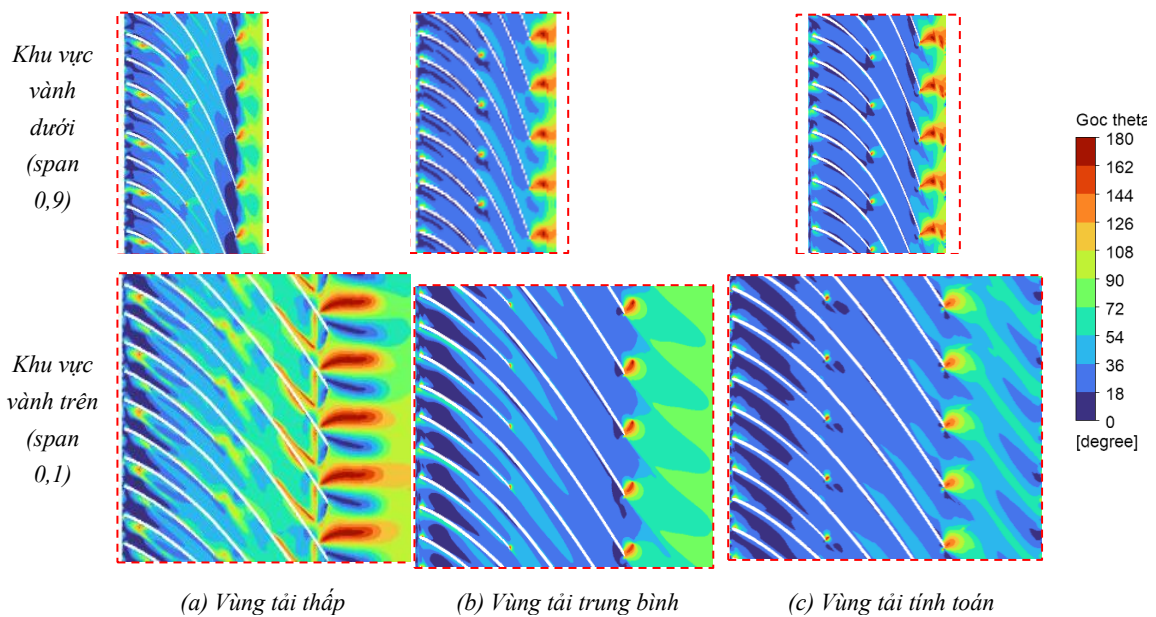 Khu vực
vành
dưới
(span
0,9)
Goc theta
180
162
144
126
108
90
72
54
36
18
0
[degree]
Khu vực
vành trên
(span
0,1)
(a) Vùng tải thấp
(b) Vùng tải trung bình
(c) Vùng tải tính toán